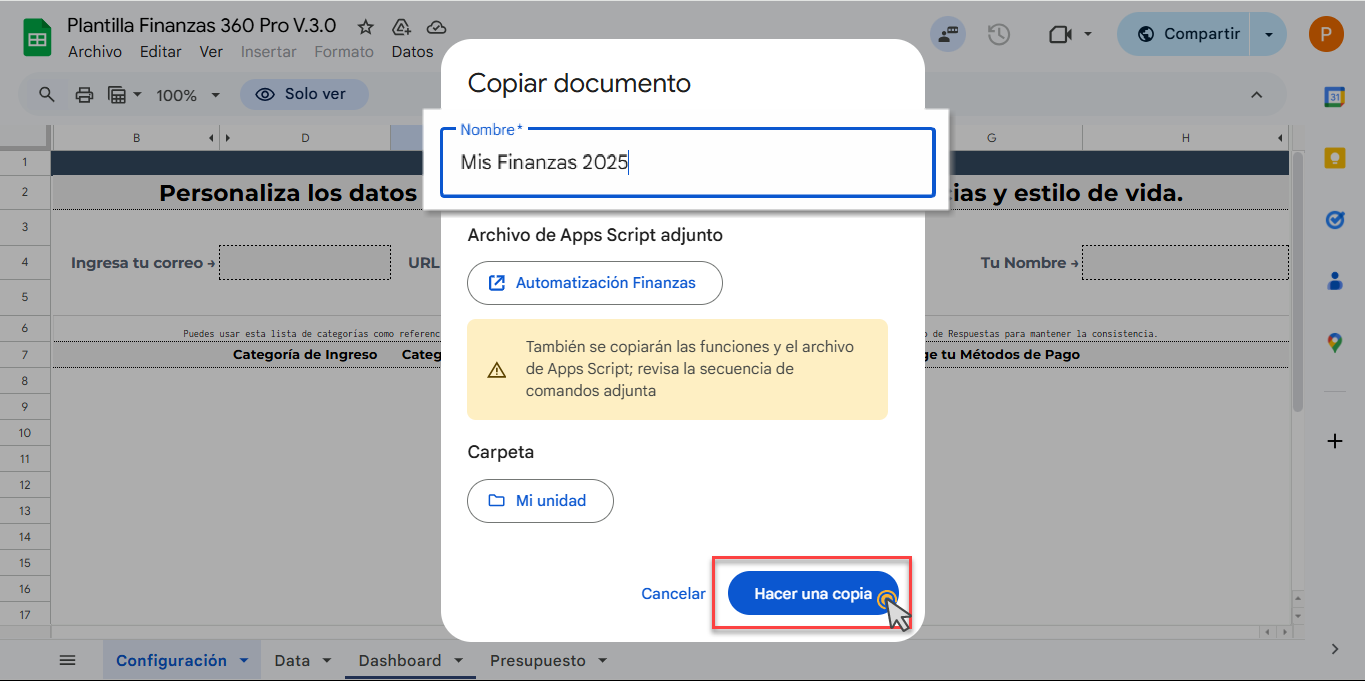 Plantilla Finanzas 360 Pro V.3.0
Archivo Editar Ver Insertar Formato Datos
Compartir
P
100%
Solo ver
31
Copiar documento
Nombre*
Mis Finanzas 2025
Archivo de Apps Script adjunto
Automatización Finanzas
También se copiarán las funciones y el archivo
de Apps Script; revisa la secuencia de
comandos adjunta
Carpeta
Mi unidad
Cancelar
Hacer una copia
B D G H
1
2 Personaliza los datos ias y estilo de vida.
3
4 Ingresa tu correo → URL Tu Nombre →
5
6 Puedes usar esta lista de categorías como referenc o de Respuestas para mantener la consistencia.
7 Categoría de Ingreso Categ ge tu Métodos de Pago
8
9
10
11
12
13
14
15
16
17
Configuración Data Dashboard Presupuesto